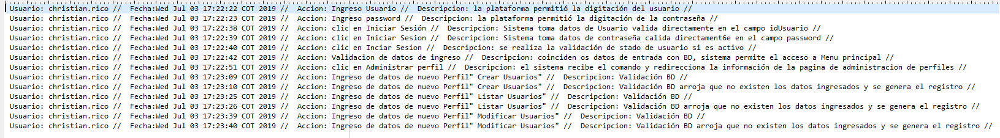 Usuario: christian.rico //  Fecha:Wed Jul 03 17:22:22 COT 2019 //  Accion: Ingreso Usuario //  Descripcion: la plataforma permitió la digitación del usuario //
Usuario: christian.rico //  Fecha:Wed Jul 03 17:22:23 COT 2019 //  Accion: Ingreso password //  Descripcion: la plataforma permitió la digitación de la contraseña //
Usuario: christian.rico //  Fecha:Wed Jul 03 17:22:38 COT 2019 //  Accion: clic en Iniciar Sesión //  Descripcion: Sistema toma datos de Usuario valida directamente en el campo idUsuario //
Usuario: christian.rico //  Fecha:Wed Jul 03 17:22:39 COT 2019 //  Accion: clic en Iniciar Sesión //  Descripcion: Sistema toma datos de contraseña calida directament6e en el campo password //
Usuario: christian.rico //  Fecha:Wed Jul 03 17:22:40 COT 2019 //  Accion: clic en Inciar Sesion //  Descripcion: se realiza la validación de stado de usuario si es activo //
Usuario: christian.rico //  Fecha:Wed Jul 03 17:22:42 COT 2019 //  Accion: Validacion de datos de ingreso //  Descripcion: coinciden os datos de entrada con BD, sistema permite el acceso a Menu principal //
Usuario: christian.rico //  Fecha:Wed Jul 03 17:22:51 COT 2019 //  Accion: clic en Administrar perfil //  Descripcion: el sistema recibe el comando y redirecciona la información de la pagina de administracion de perfiles //
Usuario: christian.rico //  Fecha:Wed Jul 03 17:23:09 COT 2019 //  Accion: Ingreso de datos de nuevo Perfil" Crear Usuarios" //  Descripcion: Validación BD //
Usuario: christian.rico //  Fecha:Wed Jul 03 17:23:10 COT 2019 //  Accion: Ingreso de datos de nuevo Perfil" Crear Usuarios" //  Descripcion: Validación BD arroja que no existen los datos ingresados y se genera el registro //
Usuario: christian.rico //  Fecha:Wed Jul 03 17:23:25 COT 2019 //  Accion: Ingreso de datos de nuevo Perfil" Listar Usuarios" //  Descripcion: Validación BD //
Usuario: christian.rico //  Fecha:Wed Jul 03 17:23:26 COT 2019 //  Accion: Ingreso de datos de nuevo Perfil" Listar Usuarios" //  Descripcion: Validación BD arroja que no existen los datos ingresados y se genera el registro //
Usuario: christian.rico //  Fecha:Wed Jul 03 17:23:39 COT 2019 //  Accion: Ingreso de datos de nuevo Perfil" Modificar Usuarios" //  Descripcion: Validación BD //
Usuario: christian.rico //  Fecha:Wed Jul 03 17:23:40 COT 2019 //  Accion: Ingreso de datos de nuevo Perfil" Modificar Usuarios" //  Descripcion: Validación BD arroja que no existen los datos ingresados y se genera el registro //